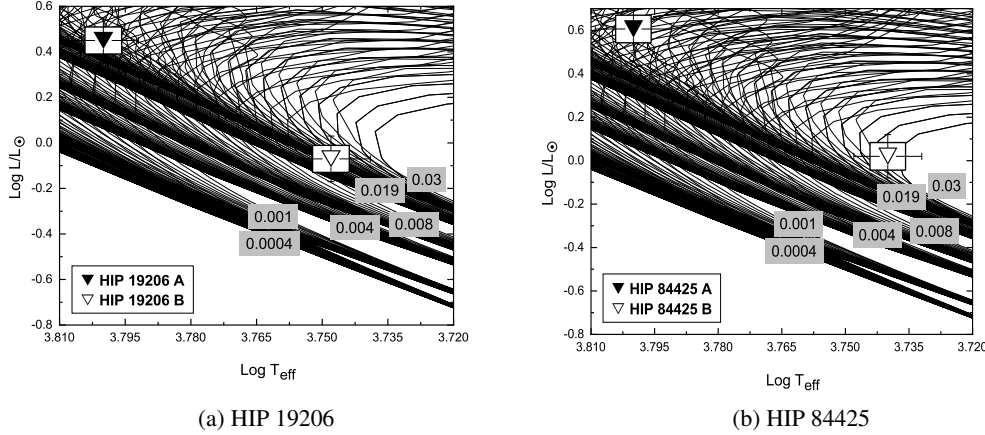 0.6
0.4
0.2
0.0
-0.2
-0.4
-0.6
-0.8
Log L/L⊙
0.03
0.019
0.001
0.004
0.008
0.0004
HIP 19206 A
HIP 19206 B
3.810 3.795 3.780 3.765 3.750 3.735 3.720
Log Teff
(a) HIP 19206
0.6
0.4
0.2
0.0
-0.2
-0.4
-0.6
-0.8
Log L/L⊙
0.03
0.019
0.001
0.004
0.008
0.0004
HIP 84425 A
HIP 84425 B
3.810 3.795 3.780 3.765 3.750 3.735 3.720
Log Teff
(b) HIP 84425